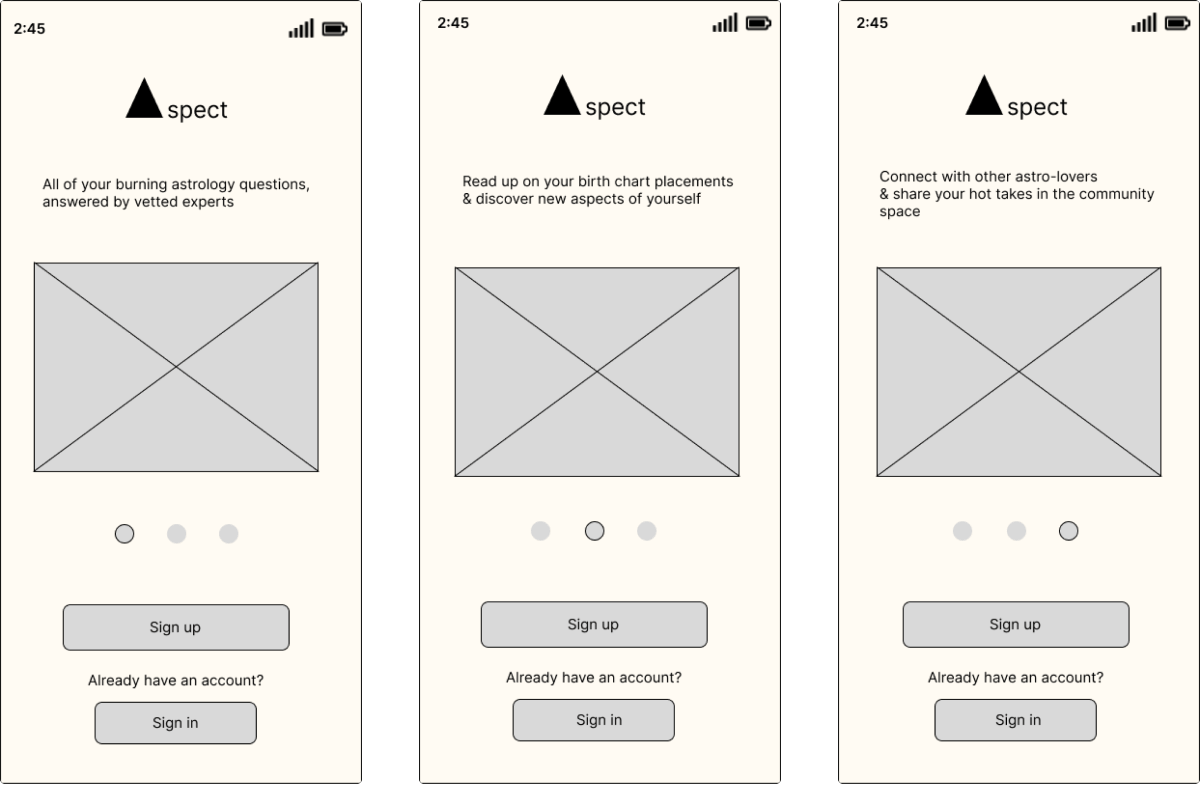 2:45
spect
All of your burning astrology questions,
answered by vetted experts
Sign up
Already have an account?
Sign in
2:45
spect
Read up on your birth chart placements
& discover new aspects of yourself
Sign up
Already have an account?
Sign in
2:45
spect
Connect with other astro-lovers
& share your hot takes in the community
space
Sign up
Already have an account?
Sign in